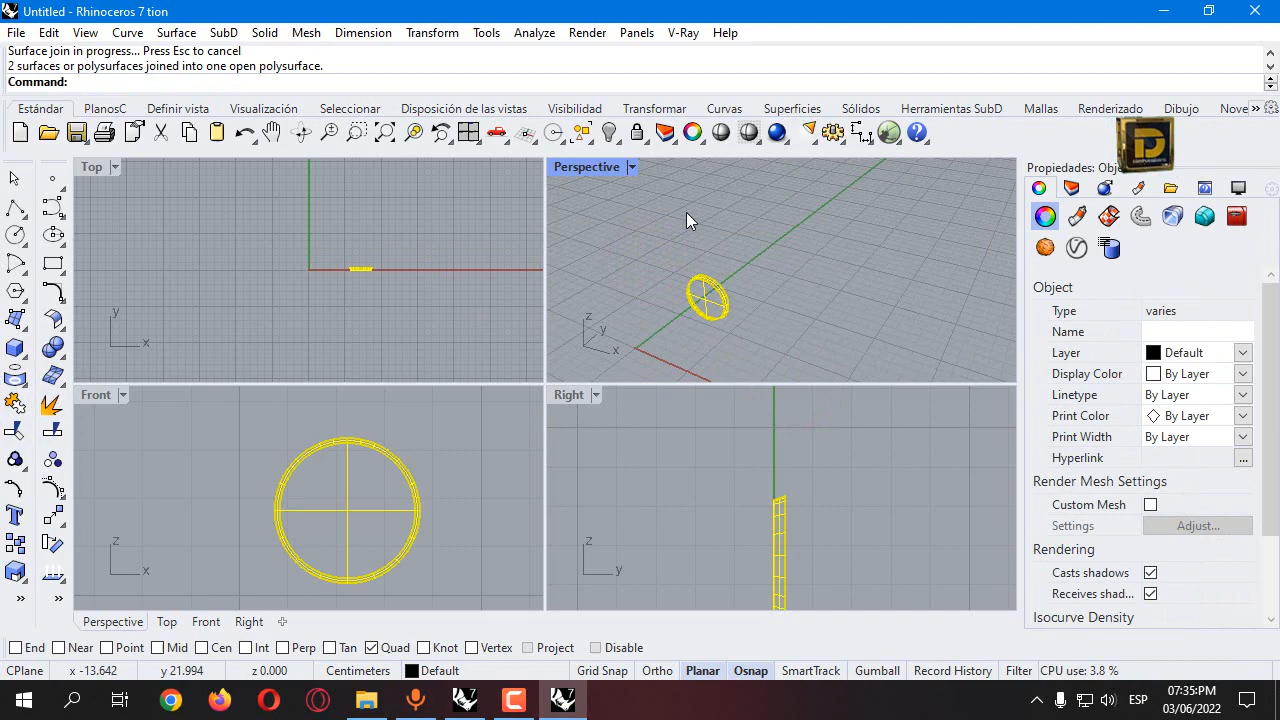 Untitled - Rhinoceros 7 tion
File Edit View Curve Surface SubD Solid Mesh Dimension Transform Tools Analyze Render Panels V-Ray Help
Surface join in progress... Press Esc to cancel
2 surfaces or polysurfaces joined into one open polysurface.
Command:
Estándar PlanosC Definir vista Visualización Seleccionar Disposición de las vistas Visibilidad Transformar Curvas Superficies Sólidos Herramientas SubD Mallas Renderizado Dibujo Nove
Top
Perspective
Propiedades: Obj
y
x
z
y
x
Front
Right
z
x
z
y
Object
Type varies
Name
Layer Default
Display Color By Layer
Linetype By Layer
Print Color By Layer
Print Width By Layer
Hyperlink ...
Render Mesh Settings
Custom Mesh
Settings Adjust...
Rendering
Casts shadows
Receives shad...
Isocurve Density
Perspective Top Front Right
End Near Point Mid Cen Int Perp Tan Quad Knot Vertex Project Disable
CPlane x -13.642 y 21.994 z 0.000 Centimeters Default Grid Snap Ortho Planar Osnap SmartTrack Gumball Record History Filter CPU use: 3.8 %
ESP
07:35:PM
03/06/2022